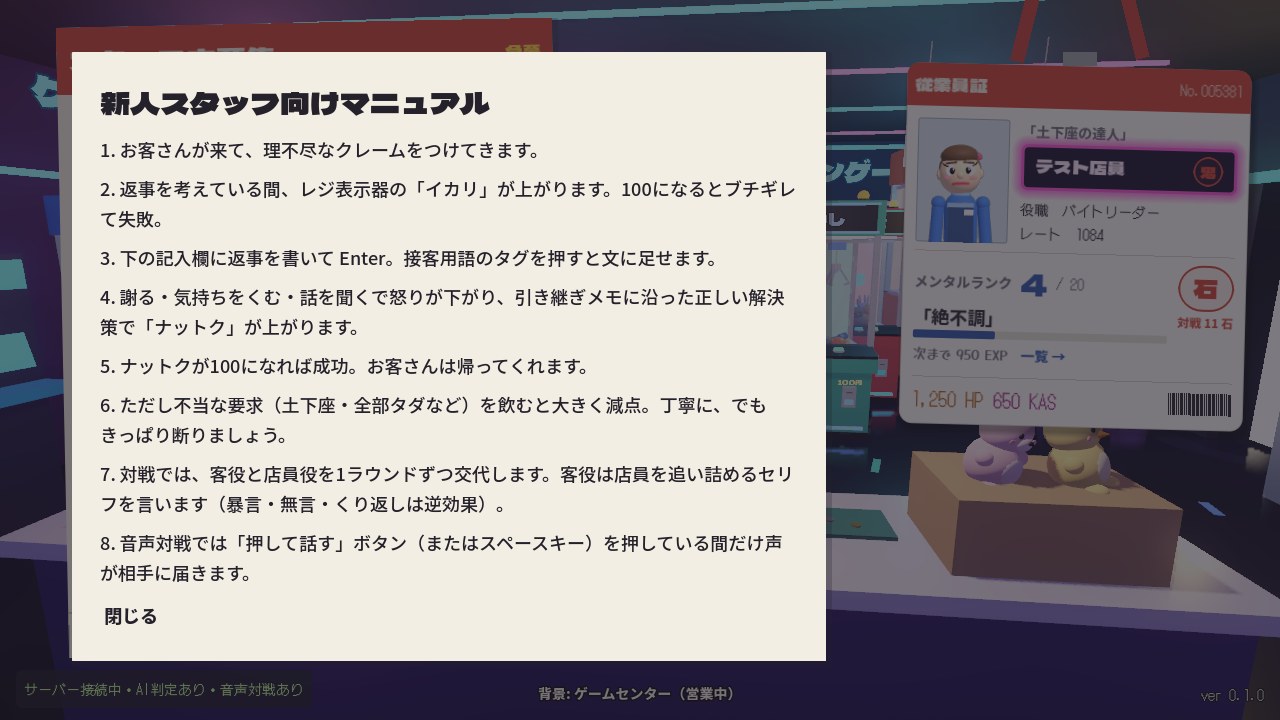 新人スタッフ向けマニュアル
1. お客さんが来て、理不尽なクレームをつけてきます。
2. 返事を考えている間、レジ表示器の「イカリ」が上がります。100になるとブチギレ
て失敗。
3. 下の記入欄に返事を書いて Enter。接客用語のタグを押すと文に足せます。
4. 謝る・気持ちをくむ・話を聞くで怒りが下がり、引き継ぎメモに沿った正しい解決
策で「ナットク」が上がります。
5. ナットクが100になれば成功。お客さんは帰ってくれます。
6. ただし不当な要求（土下座・全部タダなど）を飲むと大きく減点。丁寧に、でも
きっぱり断りましょう。
7. 対戦では、客役と店員役を1ラウンドずつ交代します。客役は店員を追い詰めるセリ
フを言います（暴言・無言・くり返しは逆効果）。
8. 音声対戦では「押して話す」ボタン（またはスペースキー）を押している間だけ声
が相手に届きます。
閉じる
従業員証
No.005381
「土下座の達人」
テスト店員
役職 バイトリーダー
レート 1084
メンタルランク 4 / 20
石
「絶不調」
対戦 11 石
次まで 950 EXP 一覧 →
1,250 HP 650 KAS
100円
サーバー接続中・AI判定あり・音声対戦あり
背景: ゲームセンター（営業中）
ver 0.1.0